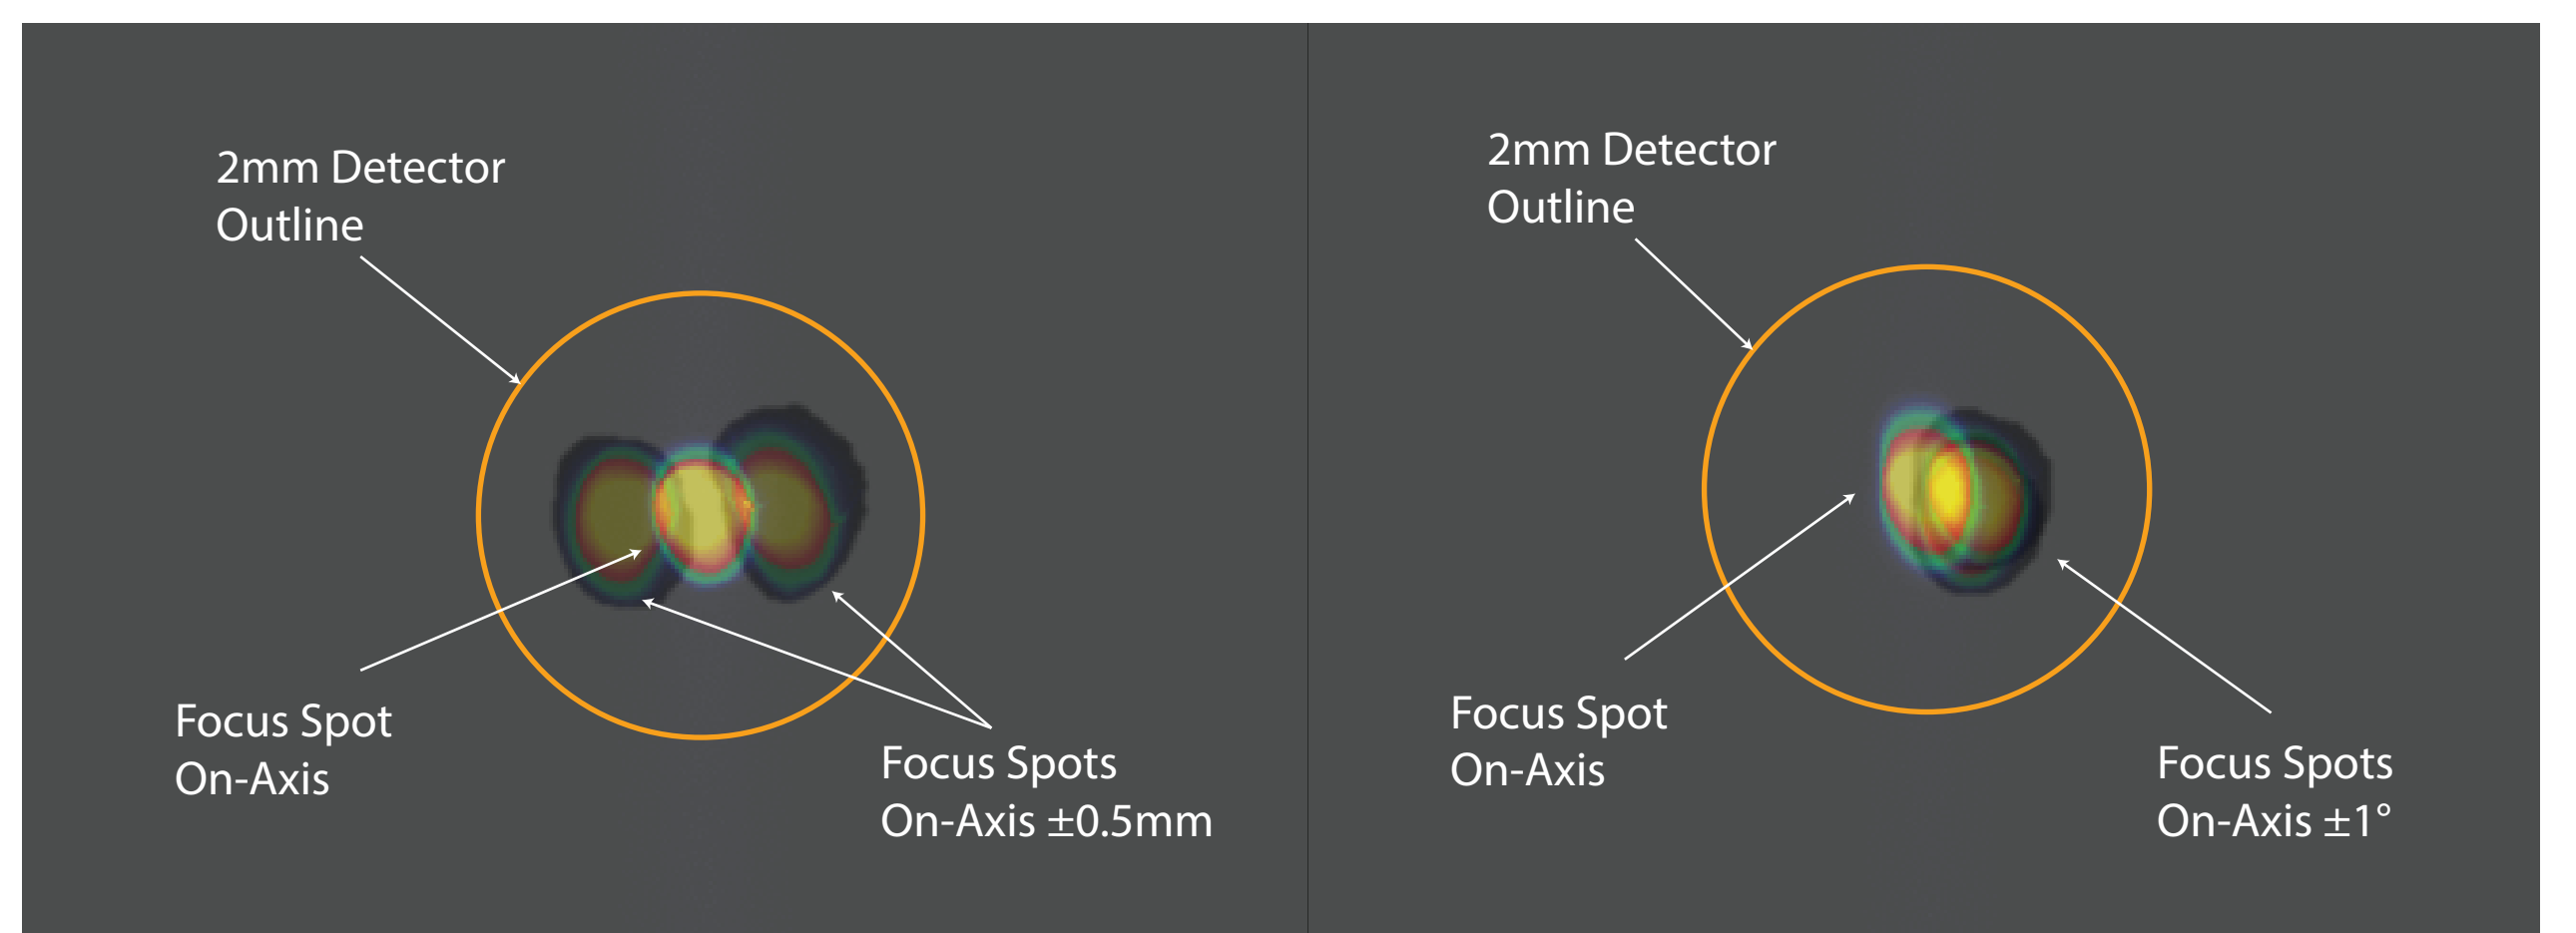 2mm Detector
Outline
Focus Spot
On-Axis
Focus Spots
On-Axis ±0.5mm
2mm Detector
Outline
Focus Spot
On-Axis
Focus Spots
On-Axis ±1°